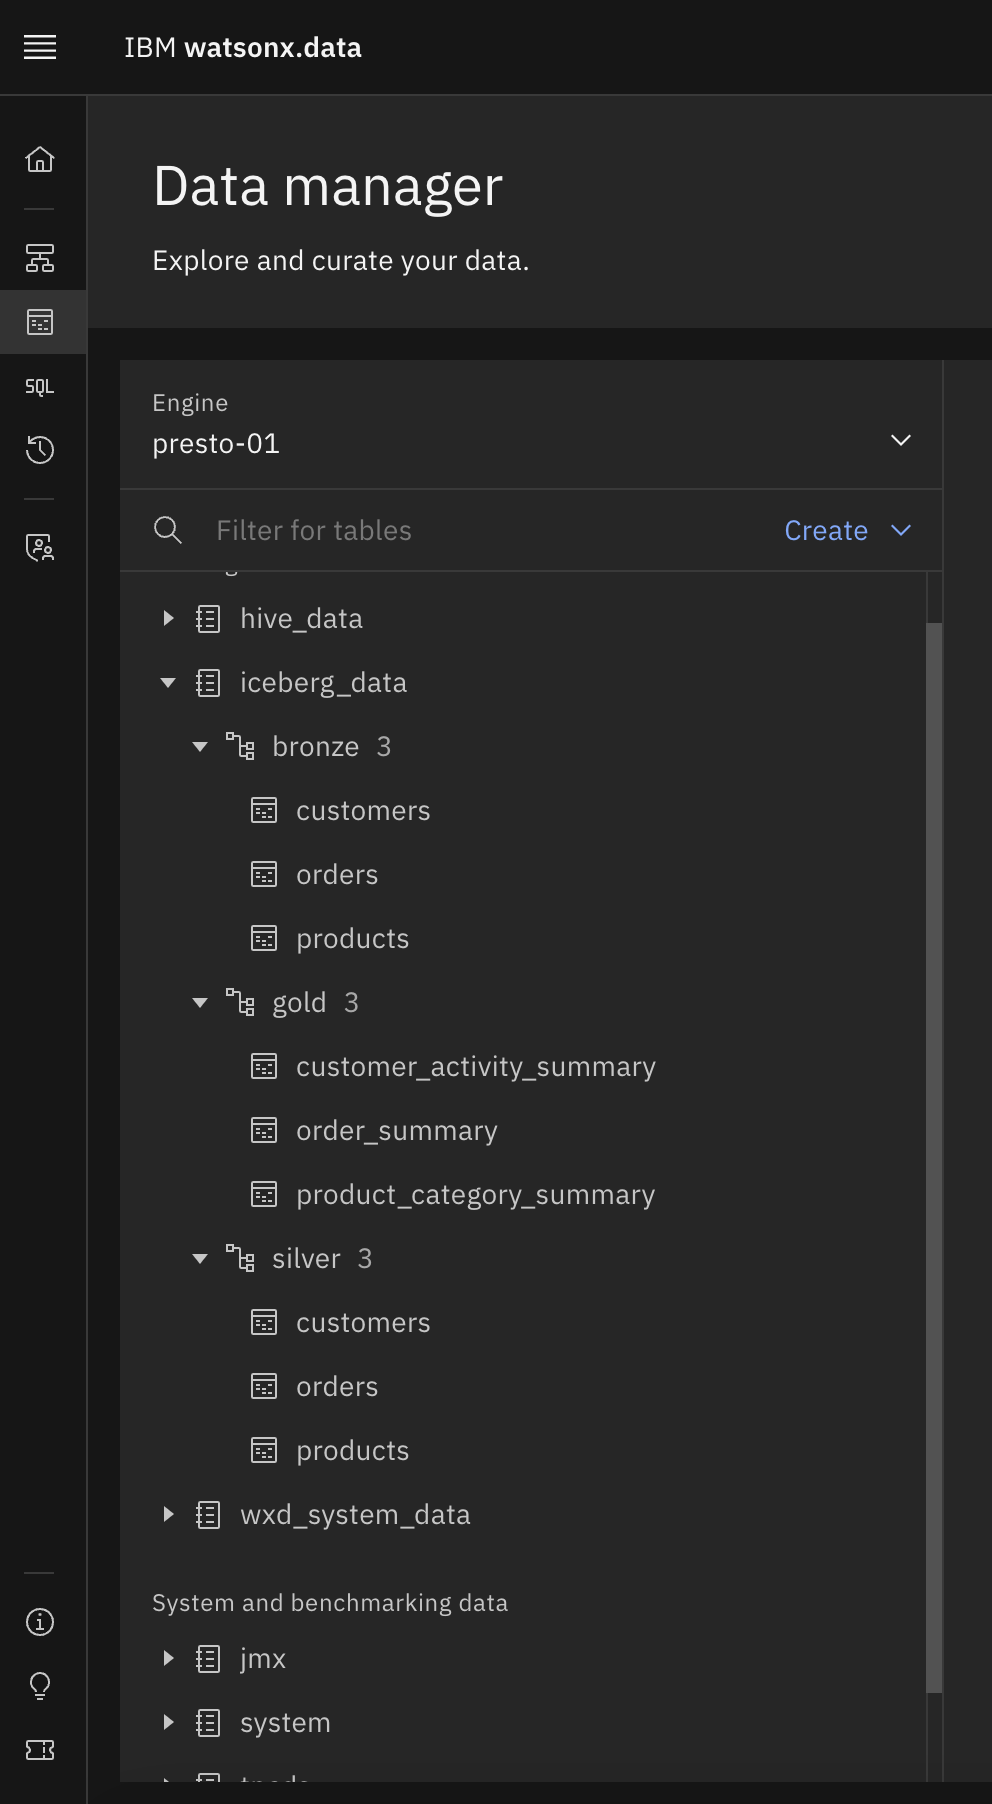 IBM watsonx.data
Data manager
Explore and curate your data.
SQL
Engine
presto-01
Filter for tables
Create
hive_data
iceberg_data
bronze 3
customers
orders
products
gold 3
customer_activity_summary
order_summary
product_category_summary
silver 3
customers
orders
products
wxd_system_data
System and benchmarking data
jmx
system